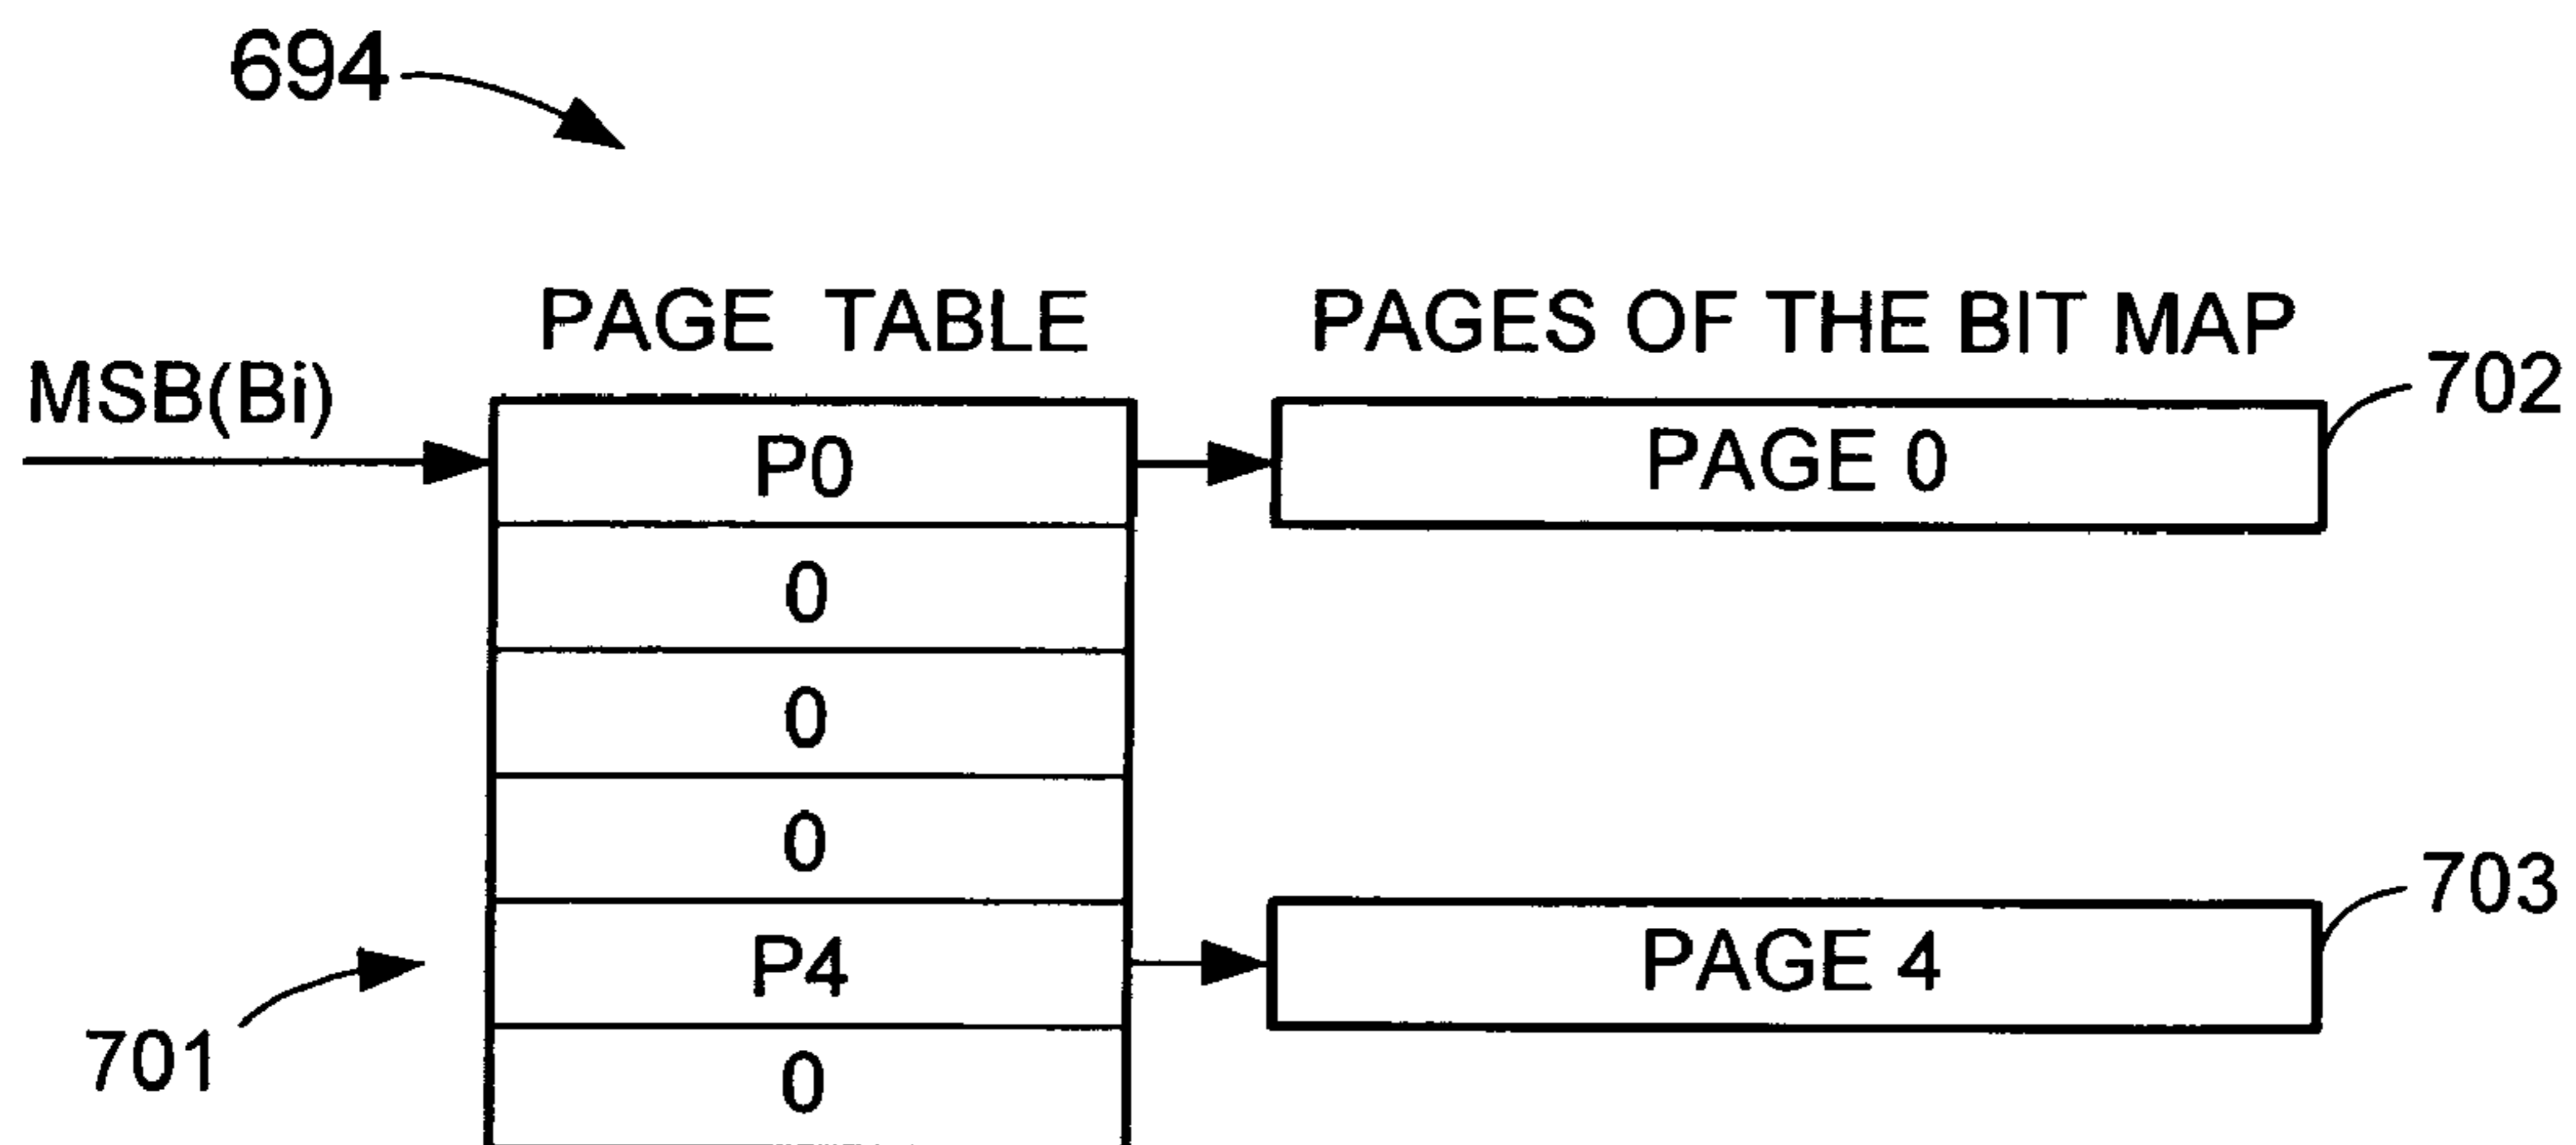 694
PAGE TABLE
PAGES OF THE BIT MAP
MSB(Bi)
702
P0
PAGE 0
0
0
0
703
P4
PAGE 4
701
0